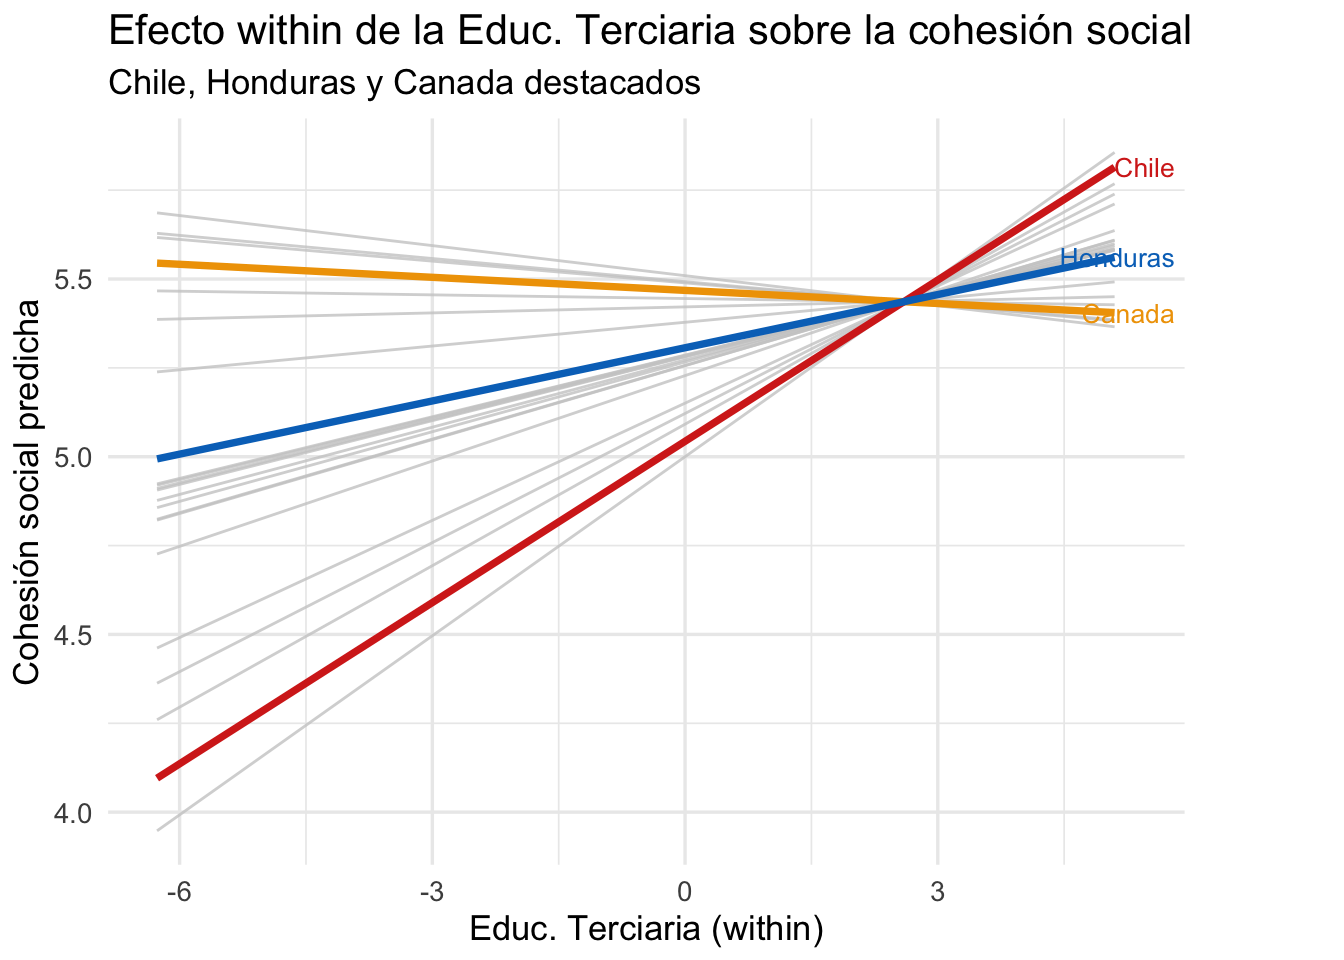 Efecto within de la Educ. Terciaria sobre la cohesión social
Chile, Honduras y Canada destacados
Cohesión social predicha
5.5
5.0
4.5
4.0
Chile
Honduras
Canada
-6
-3
0
3
Educ. Terciaria (within)